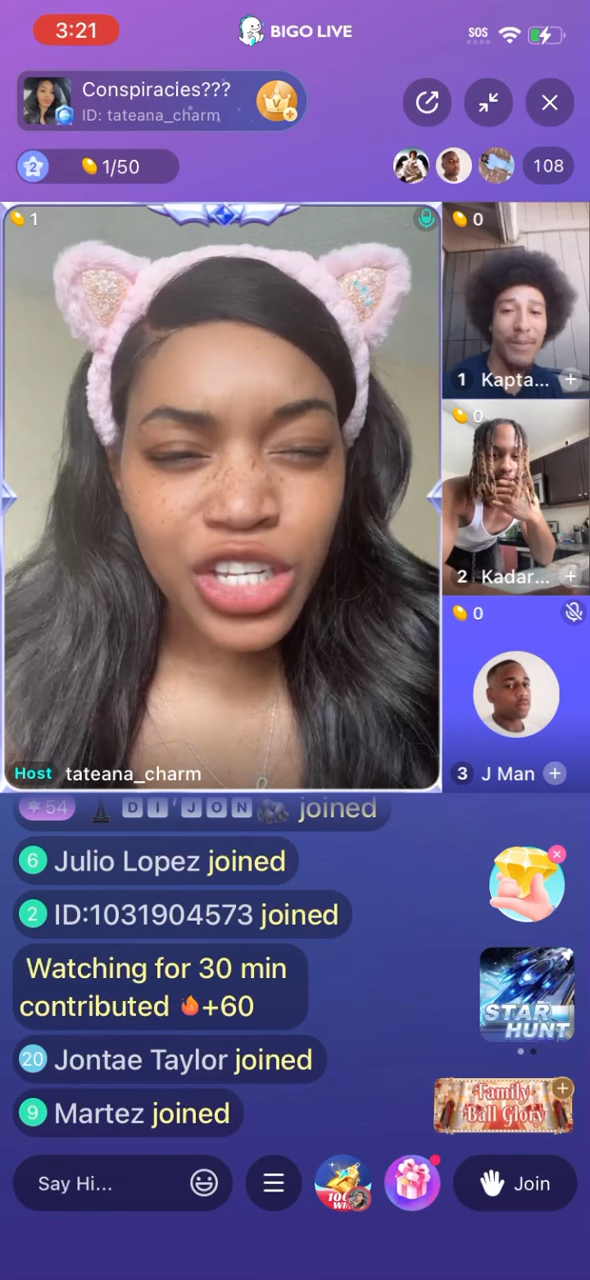 3:21
BIGO LIVE
SOS
Conspiracies???
ID: tateana_charm
V
2
1/50
108
1
0
1 Kapta...
0
2 Kadar...
0
3 J Man
Host tateana_charm
54 DI'JON joined
6 Julio Lopez joined
2 ID:1031904573 joined
Watching for 30 min
contributed 🔥+60
STAR
HUNT
20 Jontae Taylor joined
Family
Ball Glory
9 Martez joined
Say Hi...
Join